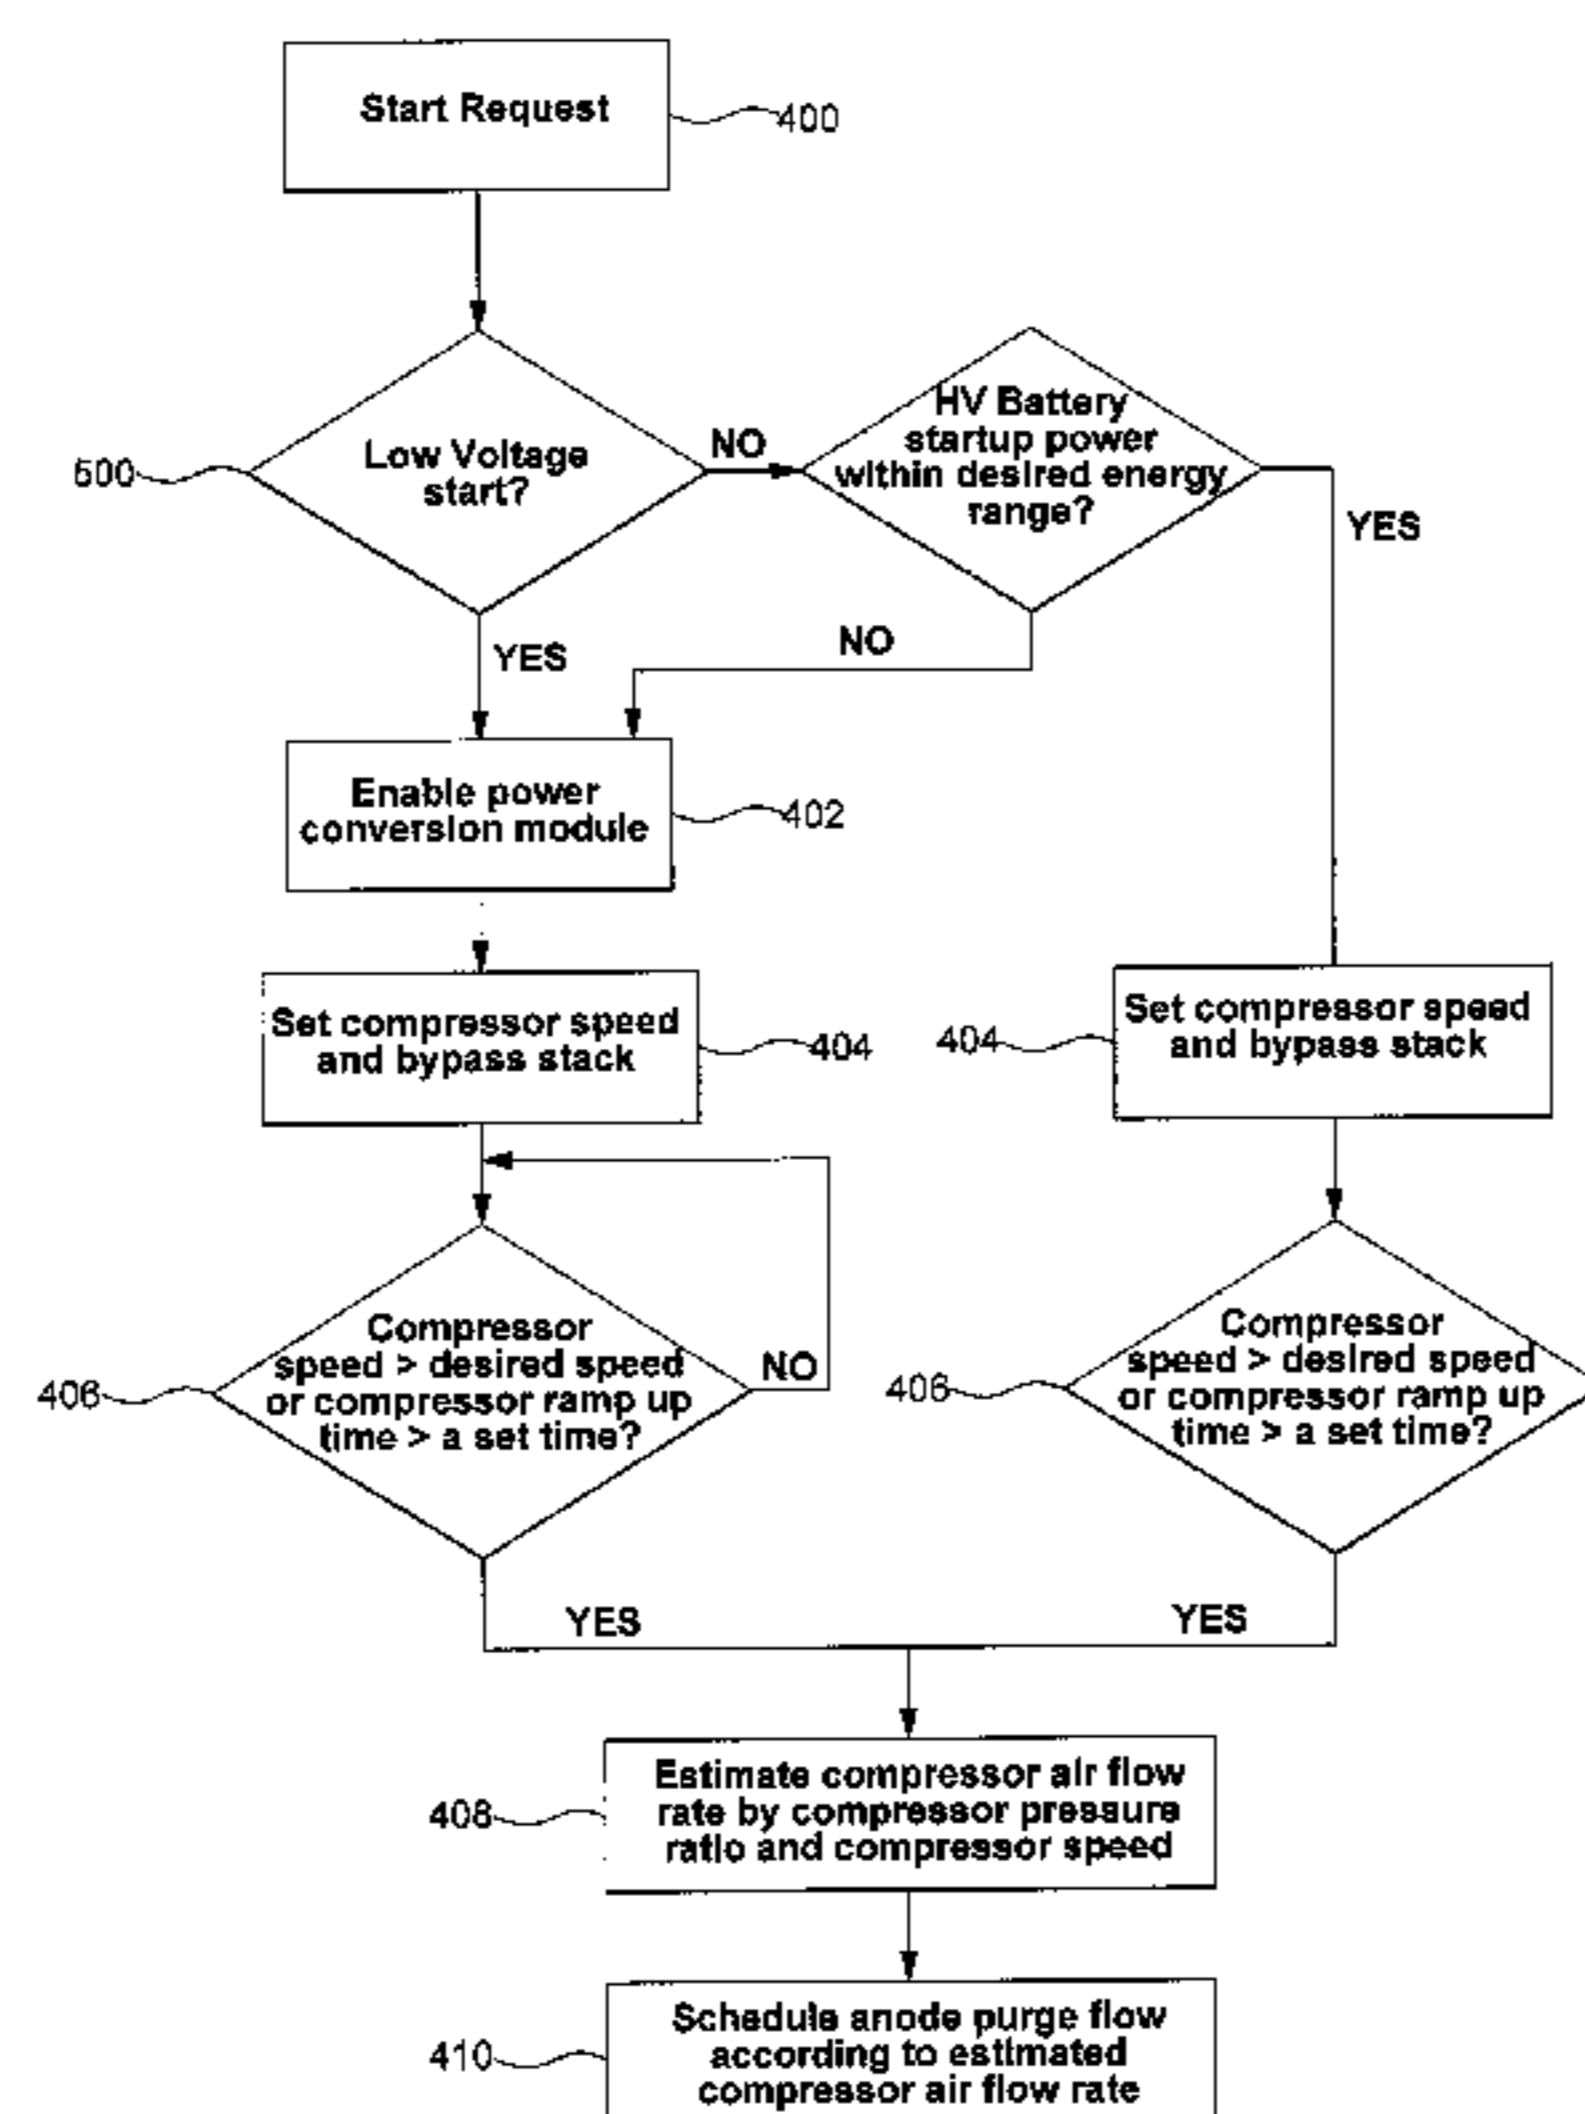 Start Request
400
Low Voltage
start?
500
NO
HV Battery
startup power
within desired energy
range?
YES
YES
NO
Enable power
conversion module
402
Set compressor speed
and bypass stack
404
404
Set compressor speed
and bypass stack
Compressor
speed > desired speed
or compressor ramp up
time > a set time?
406
NO
406
Compressor
speed > desired speed
or compressor ramp up
time > a set time?
YES
YES
408
Estimate compressor air flow
rate by compressor pressure
ratio and compressor speed
410
Schedule anode purge flow
according to estimated
compressor air flow rate